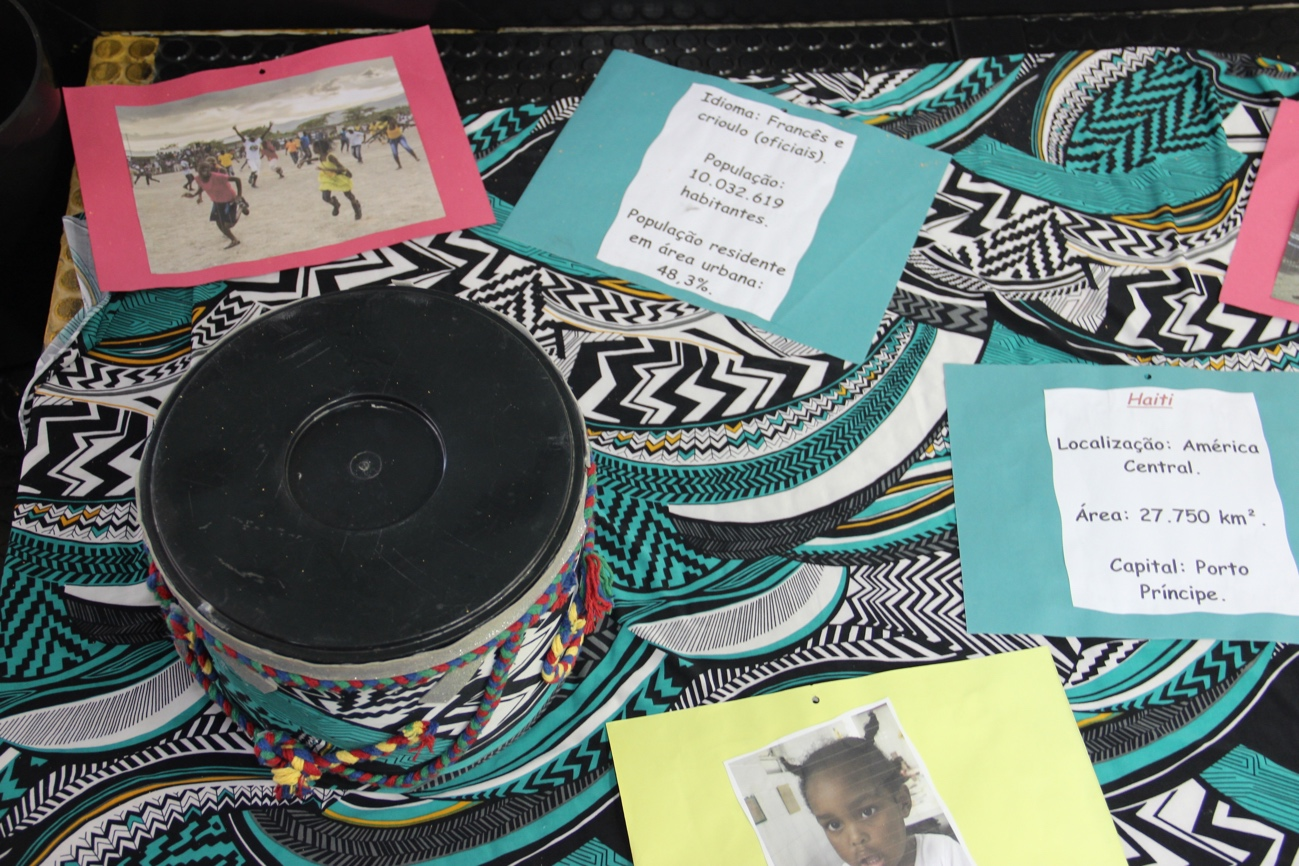 Idioma: Francês e
crioulo (oficiais).
População:
10.032.619
habitantes.
População residente
em área urbana:
48,3%.
Haiti
Localização: América
Central.
Área: 27.750 km².
Capital: Porto
Príncipe.